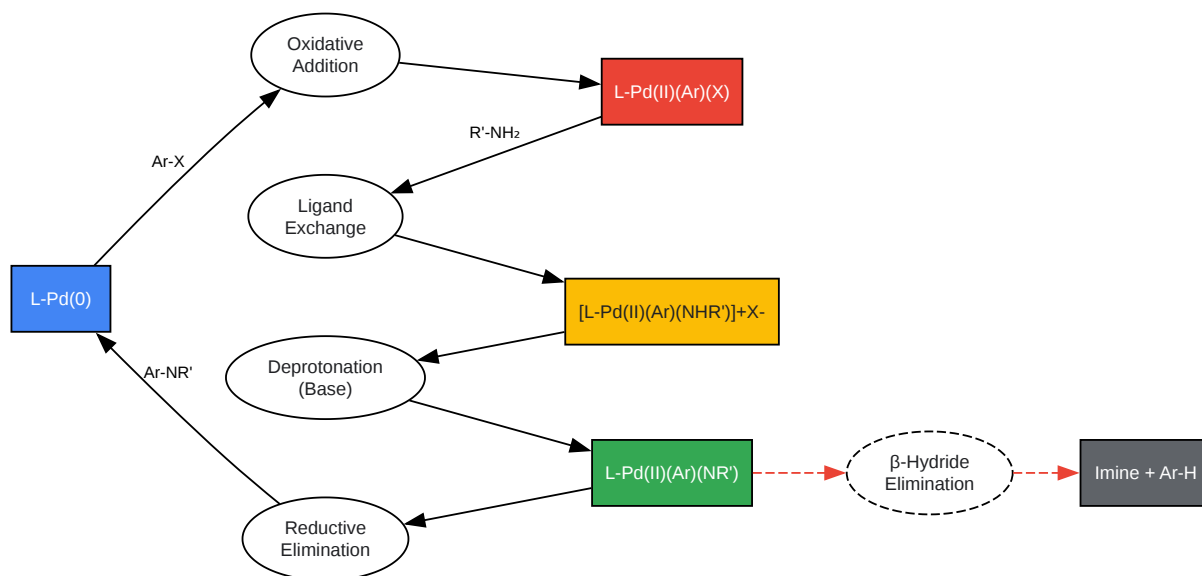 Oxidative
Addition
L-Pd(II)(Ar)(X)
R'-NH₂
Ar-X
Ligand
Exchange
L-Pd(0)
[L-Pd(II)(Ar)(NHR')]+X-
Ar-NR'
Deprotonation
(Base)
L-Pd(II)(Ar)(NR')
β-Hydride
Elimination
Imine + Ar-H
Reductive
Elimination